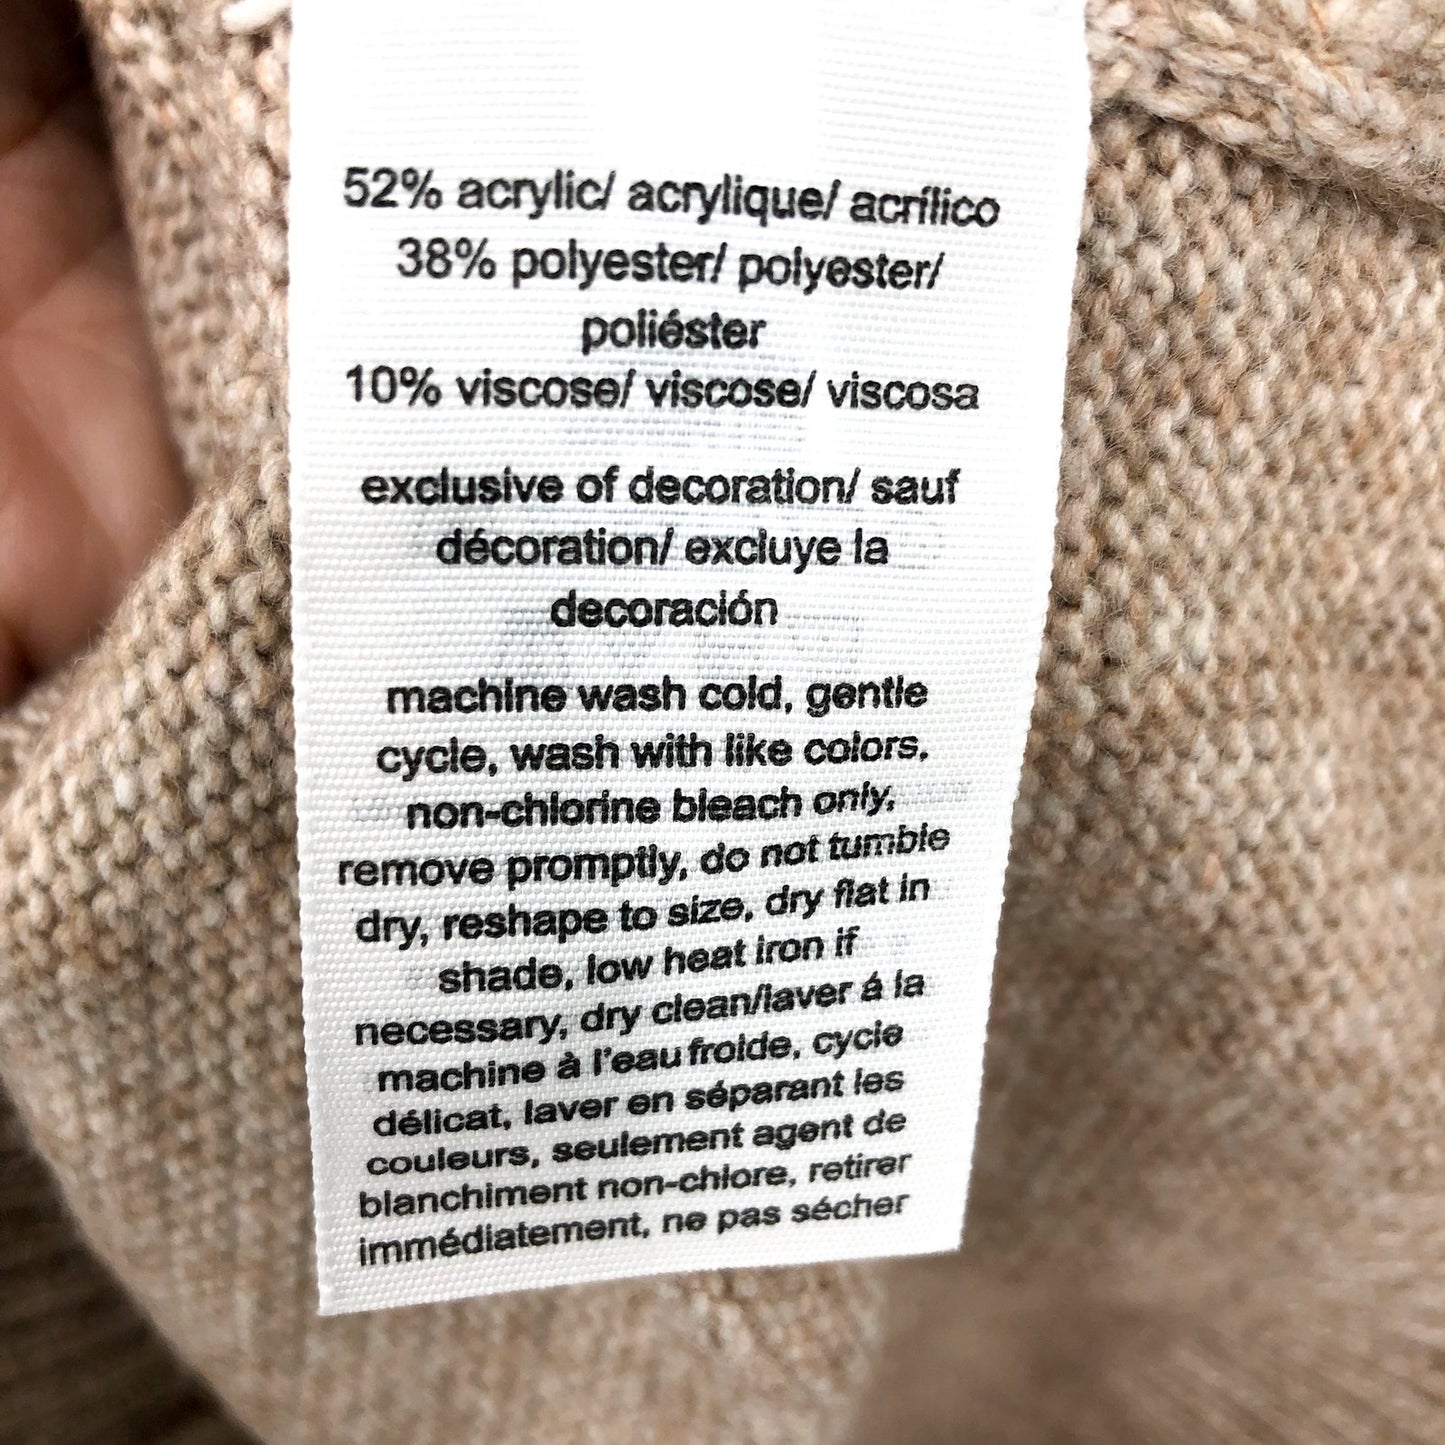 52% acrylic/ acrylique/ acrílico
38% polyester/ polyester/
poliéster
10% viscose/ viscose/ viscosa
exclusive of decoration/ sauf
décoration/ excluye la
decoración
machine wash cold, gentle
cycle, wash with like colors,
non-chlorine bleach only,
remove promptly, do not tumble
dry, reshape to size, dry flat in
shade, low heat iron if
necessary, dry clean/laver á la
machine à l'eau froide, cycle
délicat, laver en séparant les
couleurs, seulement agent de
blanchiment non-chlore, retirer
immédiatement, ne pas sécher